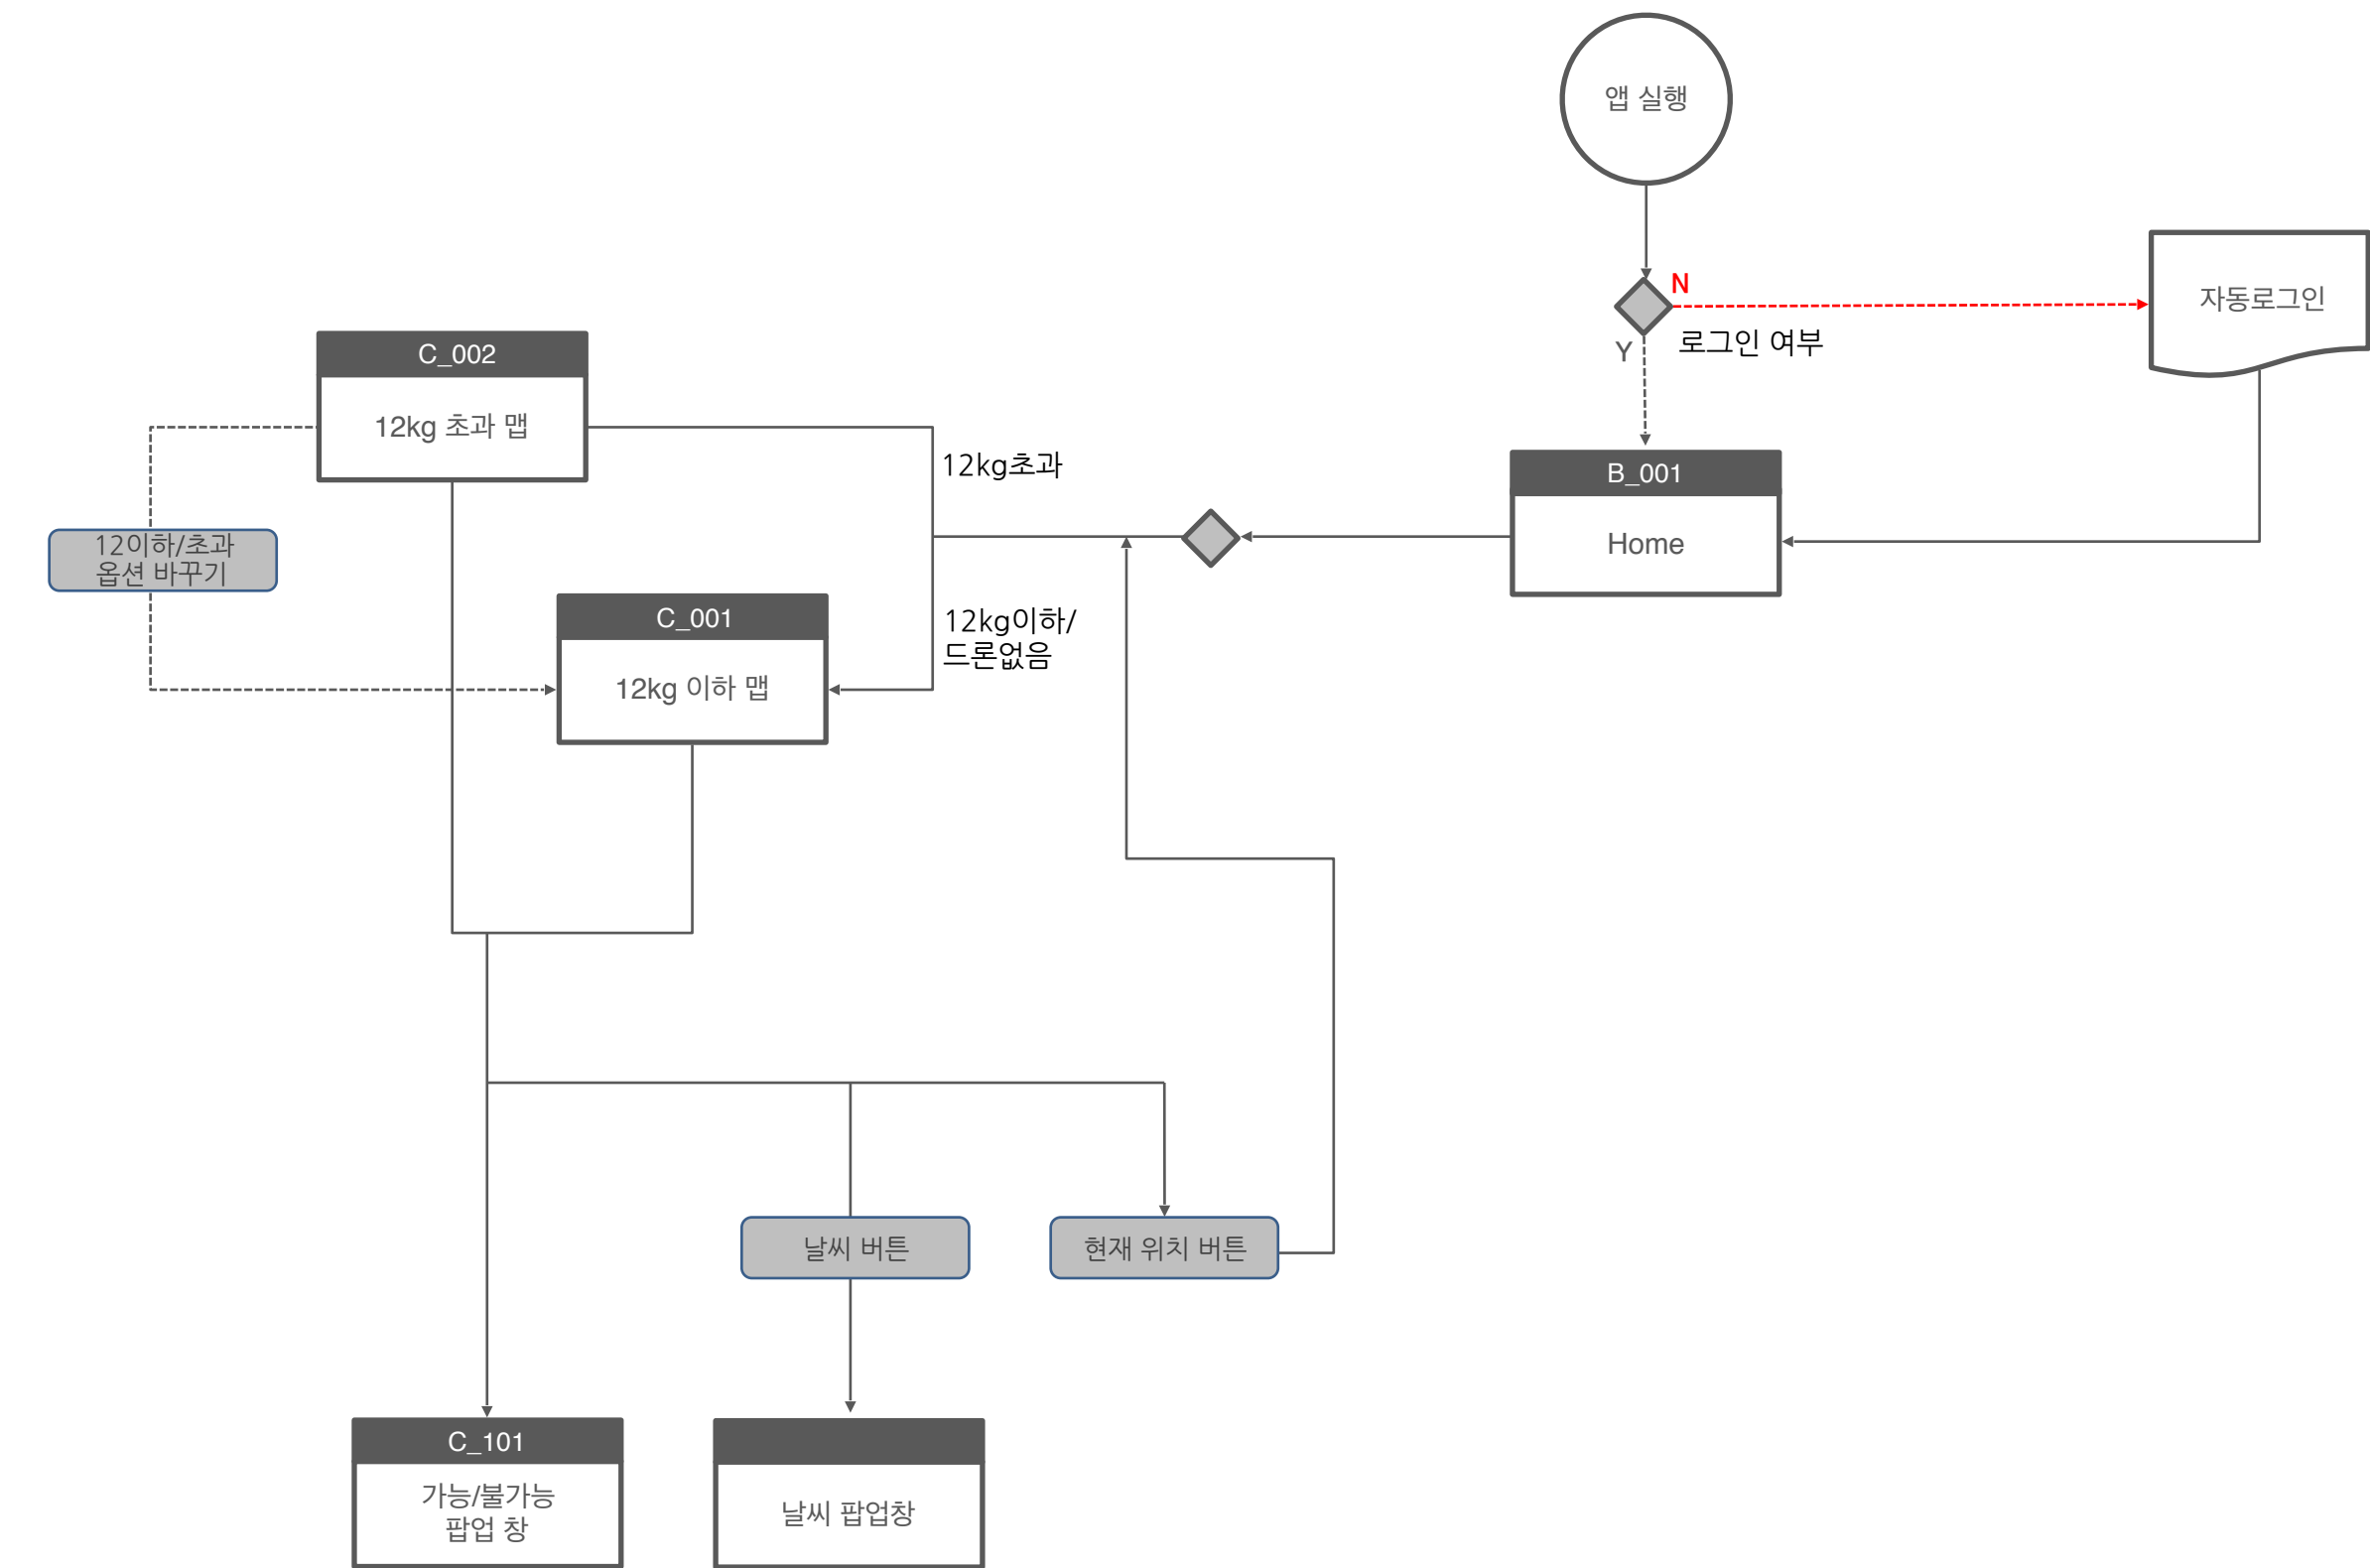 앱 실행
N
로그인 여부
Y
자동로그인
C_002
12kg 초과 맵
12kg초과
B_001
Home
12이하/초과
옵션 바꾸기
C_001
12kg 이하 맵
12kg이하/
드론없음
날씨 버튼
현재 위치 버튼
C_101
가능/불가능
팝업 창
날씨 팝업창